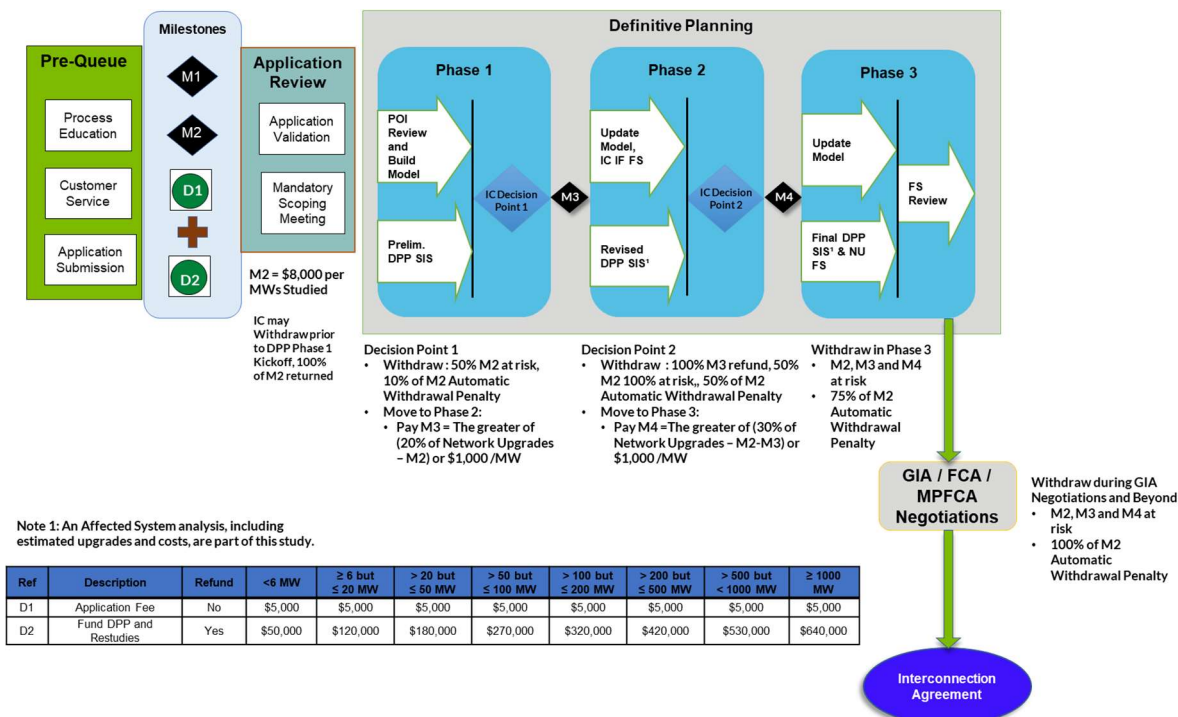 Pre-Queue
Process
Education
Customer
Service
Application
Submission
Milestones
M1
M2
D1
D2
Application
Review
Application
Validation
Mandatory
Scoping
Meeting
M2 = $8,000 per
MWs Studied
IC may
Withdraw prior
to DPP Phase 1
Kickoff, 100%
of M2 returned
Definitive Planning
Phase 1
POI
Review
and
Build
Model
Prelim.
DPP SIS
IC Decision
Point 1
M3
Phase 2
Update
Model,
IC IF FS
Revised
DPP SIS¹
IC Decision
Point 2
M4
Phase 3
Update
Model
Final DPP
SIS¹ & NU
FS
FS
Review
Decision Point 1
• Withdraw : 50% M2 at risk,
10% of M2 Automatic
Withdrawal Penalty
• Move to Phase 2:
• Pay M3 = The greater of
(20% of Network Upgrades
– M2) or $1,000 /MW
Decision Point 2
• Withdraw : 100% M3 refund, 50%
M2 100% at risk,, 50% of M2
Automatic Withdrawal Penalty
• Move to Phase 3:
• Pay M4 =The greater of (30% of
Network Upgrades – M2-M3) or
$1,000 /MW
Withdraw in Phase 3
• M2, M3 and M4
at risk
• 75% of M2
Automatic
Withdrawal
Penalty
GIA / FCA /
MPFCA
Negotiations
Withdraw during GIA
Negotiations and Beyond
• M2, M3 and M4 at
risk
• 100% of M2
Automatic
Withdrawal Penalty
Interconnection
Agreement
Note 1: An Affected System analysis, including
estimated upgrades and costs, are part of this study.
Ref Description Refund <6 MW ≥ 6 but ≤ 20 MW > 20 but ≤ 50 MW > 50 but ≤ 100 MW > 100 but ≤ 200 MW > 200 but ≤ 500 MW > 500 but < 1000 MW ≥ 1000 MW
D1 Application Fee No $5,000 $5,000 $5,000 $5,000 $5,000 $5,000 $5,000 $5,000
D2 Fund DPP and Restudies Yes $50,000 $120,000 $180,000 $270,000 $320,000 $420,000 $530,000 $640,000